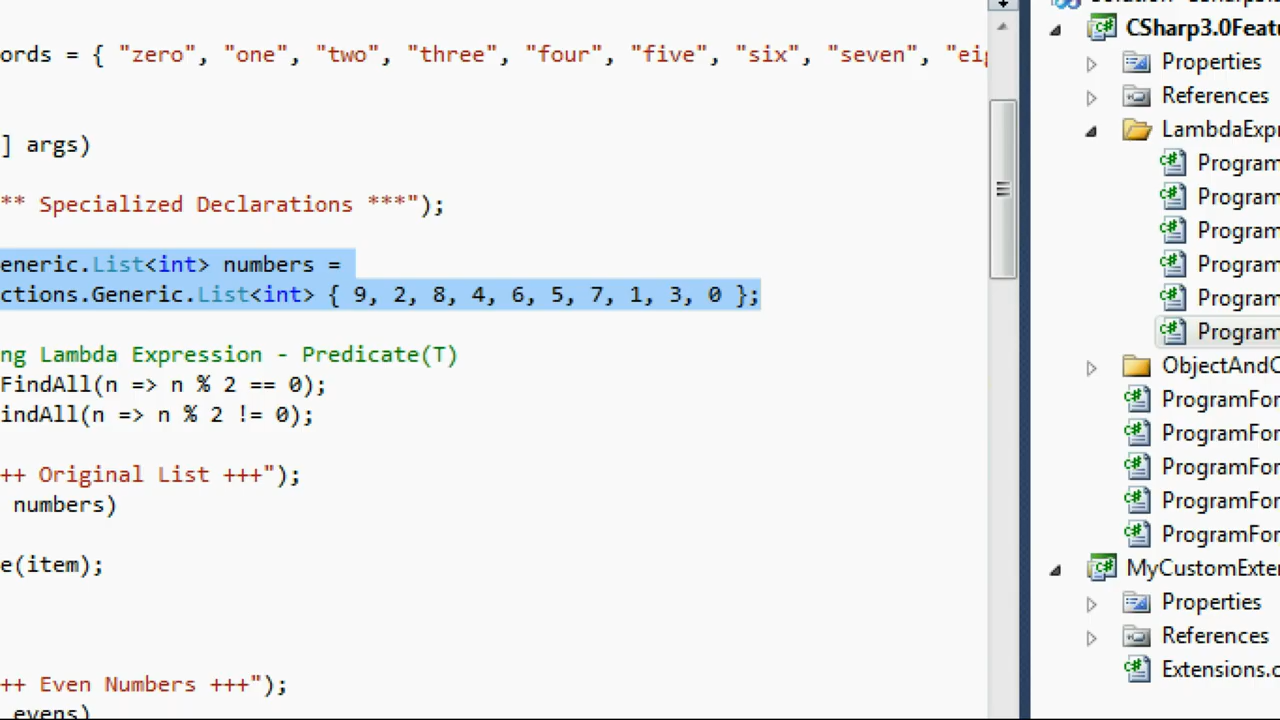 ords = { "zero", "one", "two", "three", "four", "five", "six", "seven", "eig
] args)
** Specialized Declarations ***");
eneric.List<int> numbers =
ctions.Generic.List<int> { 9, 2, 8, 4, 6, 5, 7, 1, 3, 0 };
ng Lambda Expression - Predicate(T)
FindAll(n => n % 2 == 0);
indAll(n => n % 2 != 0);
++ Original List +++");
numbers)
e(item);
++ Even Numbers +++");
evens)
CSharp3.0Featu
Properties
References
LambdaExpr
Program
Program
Program
Program
Program
Program
ObjectAndC
ProgramFor
ProgramFor
ProgramFor
ProgramFor
ProgramFor
MyCustomExte
Properties
References
Extensions.c